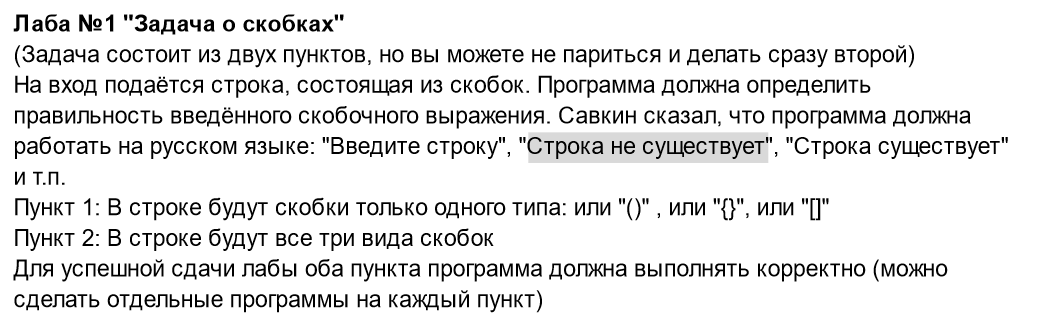 Лаба №1 "Задача о скобках"
(Задача состоит из двух пунктов, но вы можете не париться и делать сразу второй)
На вход подаётся строка, состоящая из скобок. Программа должна определить
правильность введённого скобочного выражения. Савкин сказал, что программа должна
работать на русском языке: "Введите строку", "Строка не существует", "Строка существует"
и т.п.
Пункт 1: В строке будут скобки только одного типа: или "()" , или "{}", или "[]"
Пункт 2: В строке будут все три вида скобок
Для успешной сдачи лабы оба пункта программа должна выполнять корректно (можно
сделать отдельные программы на каждый пункт)